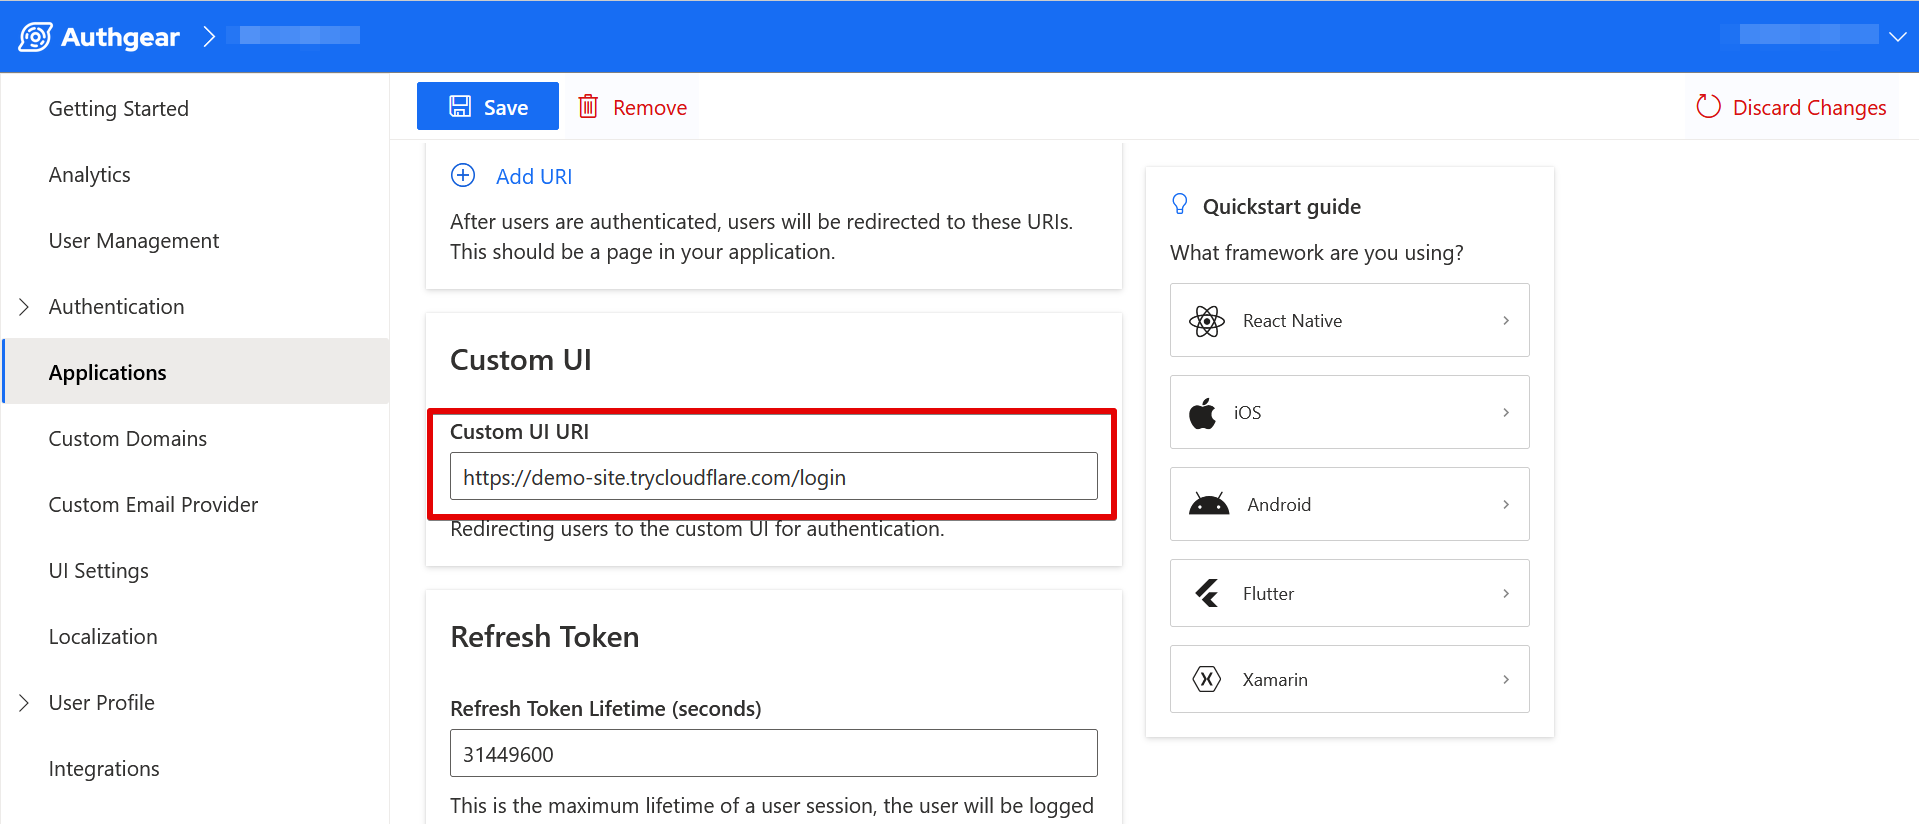 Authgear
Getting Started
Analytics
User Management
Authentication
Applications
Custom Domains
Custom Email Provider
UI Settings
Localization
User Profile
Integrations
Save
Remove
Discard Changes
Add URI
After users are authenticated, users will be redirected to these URIs.
This should be a page in your application.
Custom UI
Custom UI URI
https://demo-site.trycloudflare.com/login
Redirecting users to the custom UI for authentication.
Refresh Token
Refresh Token Lifetime (seconds)
31449600
This is the maximum lifetime of a user session, the user will be logged
Quickstart guide
What framework are you using?
React Native
iOS
Android
Flutter
Xamarin